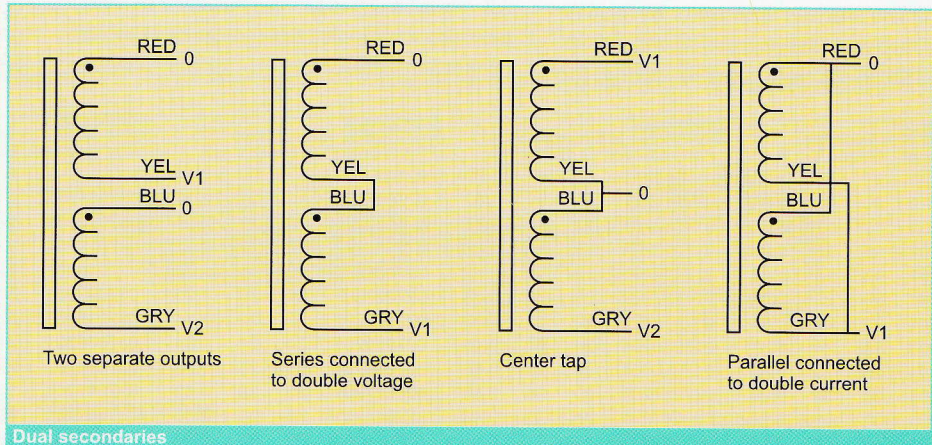 RED 0
YEL V1
BLU 0
GRY V2
Two separate outputs
RED 0
YEL
BLU
GRY V1
Series connected
to double voltage
RED V1
YEL
BLU 0
GRY V2
Center tap
RED 0
YEL
BLU
GRY V1
Parallel connected
to double current
Dual secondaries